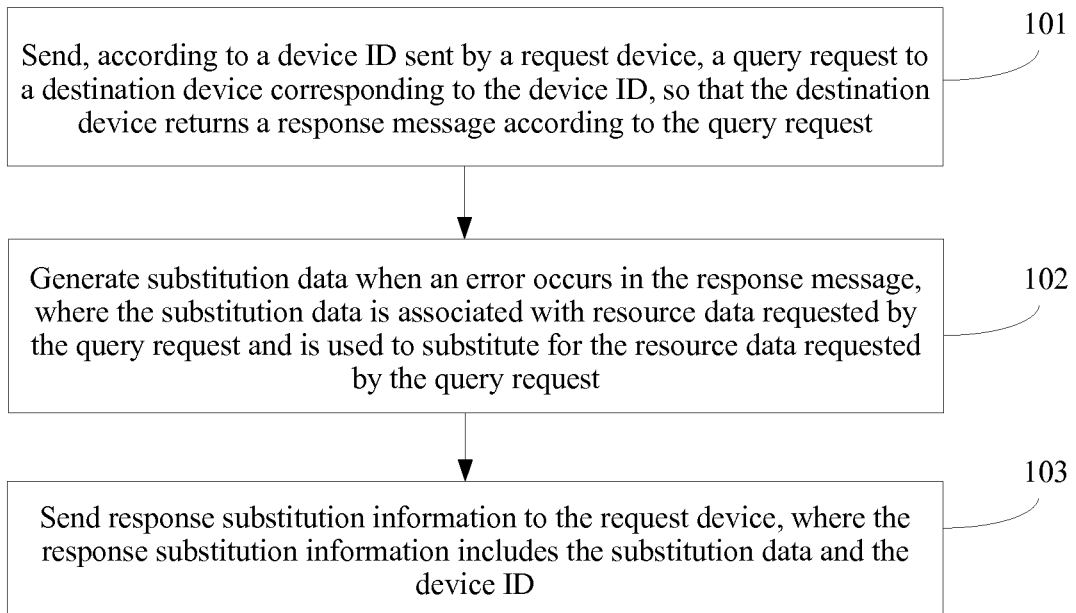 101
Send, according to a device ID sent by a request device, a query request to
a destination device corresponding to the device ID, so that the destination
device returns a response message according to the query request
102
Generate substitution data when an error occurs in the response message,
where the substitution data is associated with resource data requested by
the query request and is used to substitute for the resource data requested
by the query request
103
Send response substitution information to the request device, where the
response substitution information includes the substitution data and the
device ID